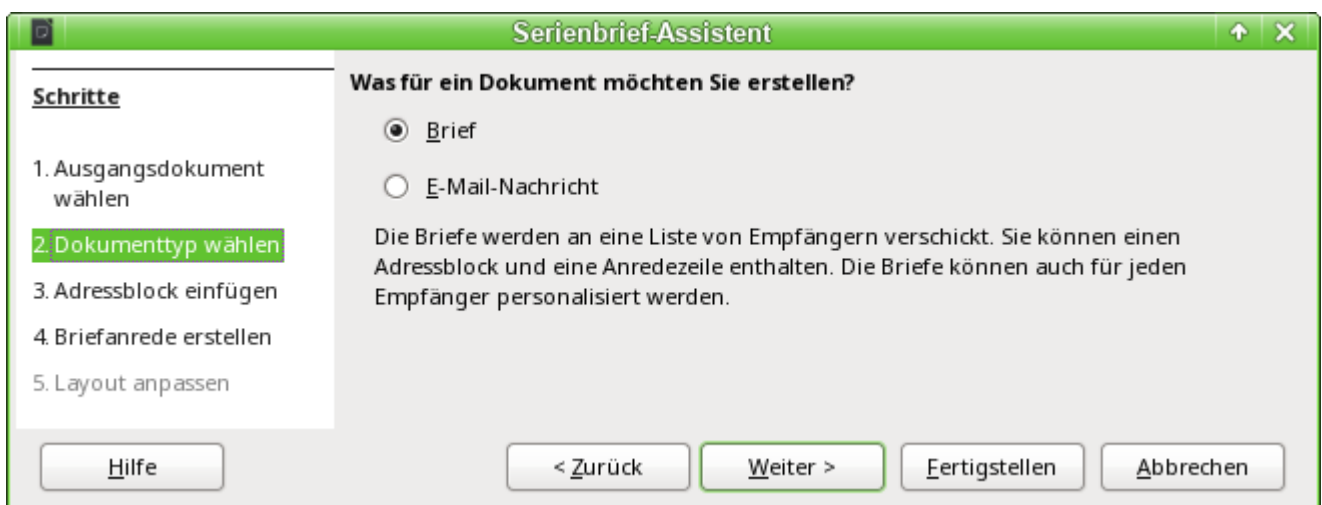 Serienbrief-Assistent
Schritte
1. Ausgangsdokument
wählen
2. Dokumenttyp wählen
3. Adressblock einfügen
4. Briefanrede erstellen
5. Layout anpassen
Was für ein Dokument möchten Sie erstellen?
Brief
E-Mail-Nachricht
Die Briefe werden an eine Liste von Empfängern verschickt. Sie können einen
Adressblock und eine Anredezeile enthalten. Die Briefe können auch für jeden
Empfänger personalisiert werden.
Hilfe
< Zurück
Weiter >
Fertigstellen
Abbrechen